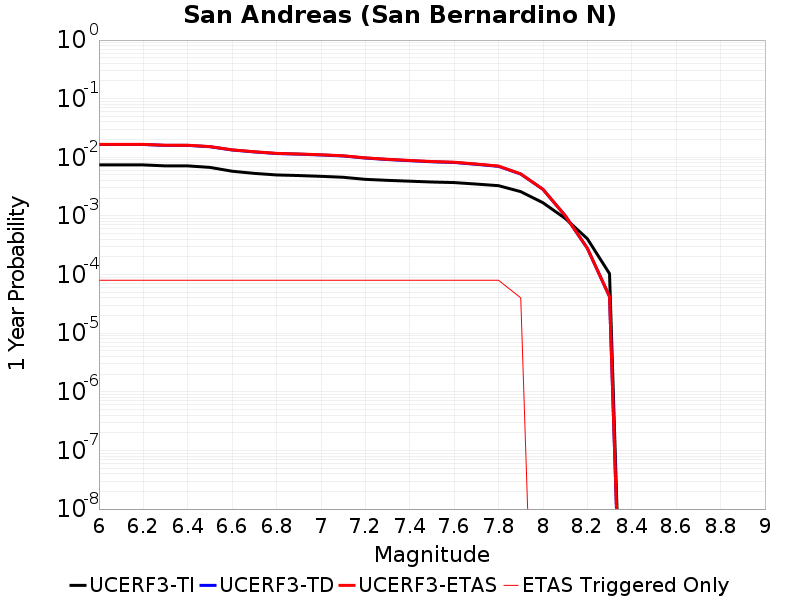 San Andreas (San Bernardino N)
10^0
10^-1
10^-2
10^-3
10^-4
10^-5
10^-6
10^-7
10^-8
1 Year Probability
6 6.2 6.4 6.6 6.8 7 7.2 7.4 7.6 7.8 8 8.2 8.4 8.6 8.8 9
Magnitude
UCERF3-TI UCERF3-TD UCERF3-ETAS ETAS Triggered Only